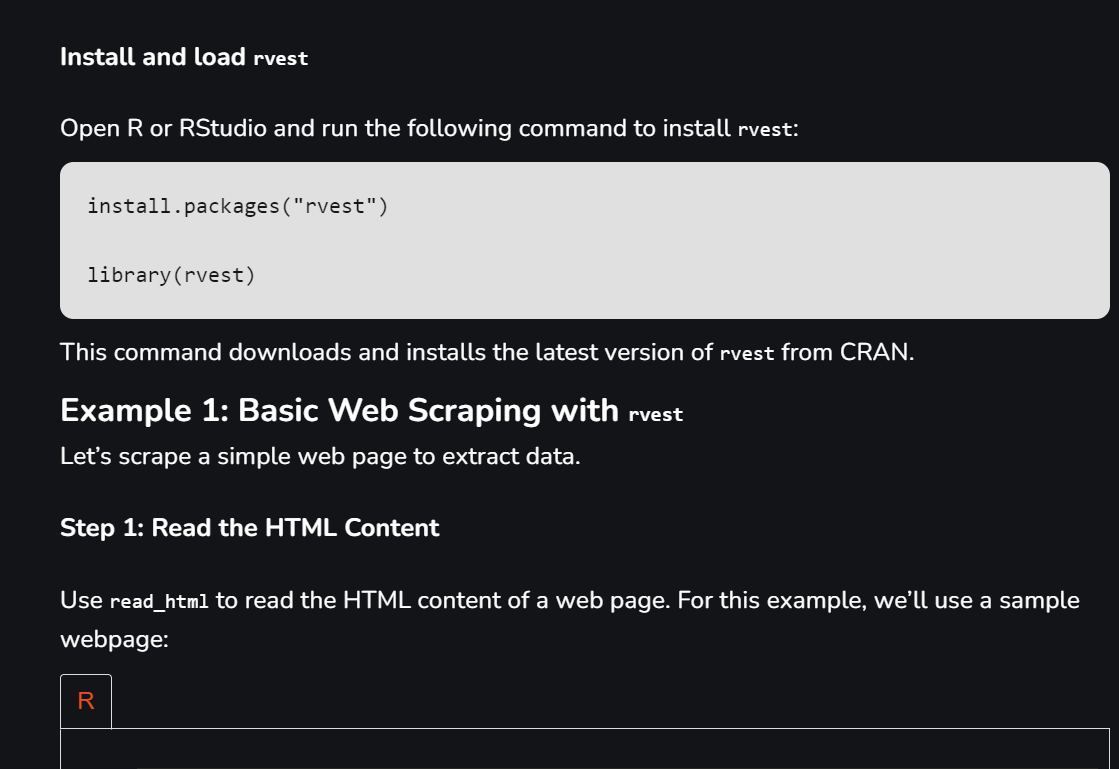 Install and load rvest
Open R or RStudio and run the following command to install rvest:
install.packages("rvest")
library(rvest)
This command downloads and installs the latest version of rvest from CRAN.
Example 1: Basic Web Scraping with rvest
Let’s scrape a simple web page to extract data.
Step 1: Read the HTML Content
Use read_html to read the HTML content of a web page. For this example, we’ll use a sample
webpage:
R